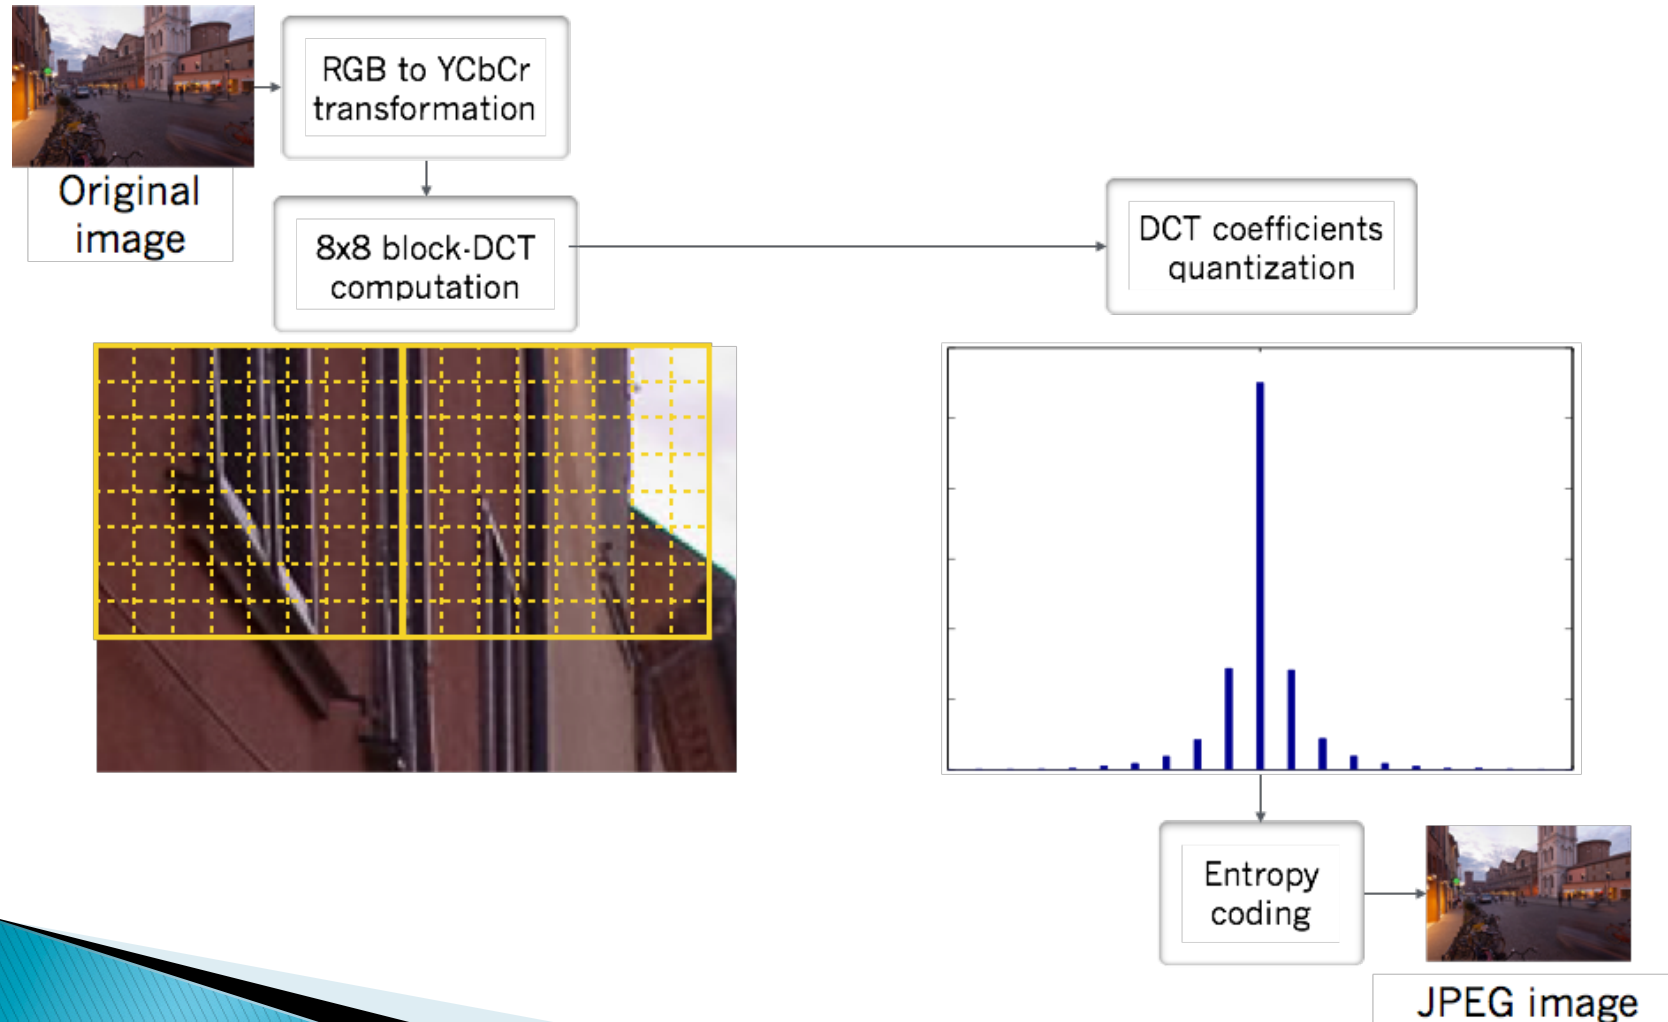 Original
image
RGB to YCbCr
transformation
8x8 block-DCT
computation
DCT coefficients
quantization
Entropy
coding
JPEG image